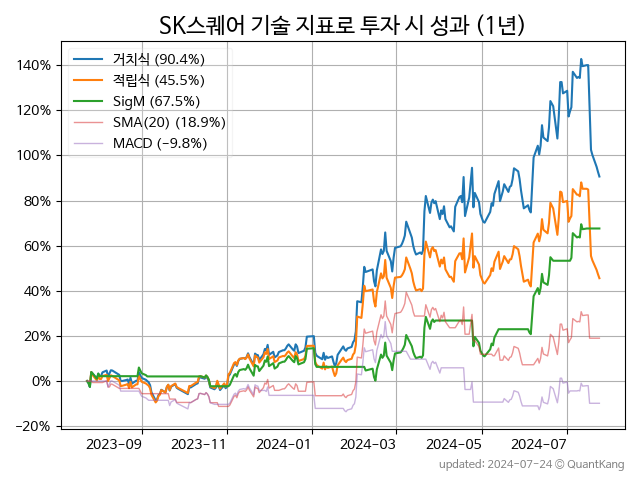 SK스퀘어 기술 지표로 투자 시 성과 (1년)
거치식 (90.4%)
적립식 (45.5%)
SigM (67.5%)
SMA(20) (18.9%)
MACD (−9.8%)
140%
120%
100%
80%
60%
40%
20%
0%
−20%
2023-09 2023-11 2024-01 2024-03 2024-05 2024-07
updated: 2024-07-24 © QuantKang